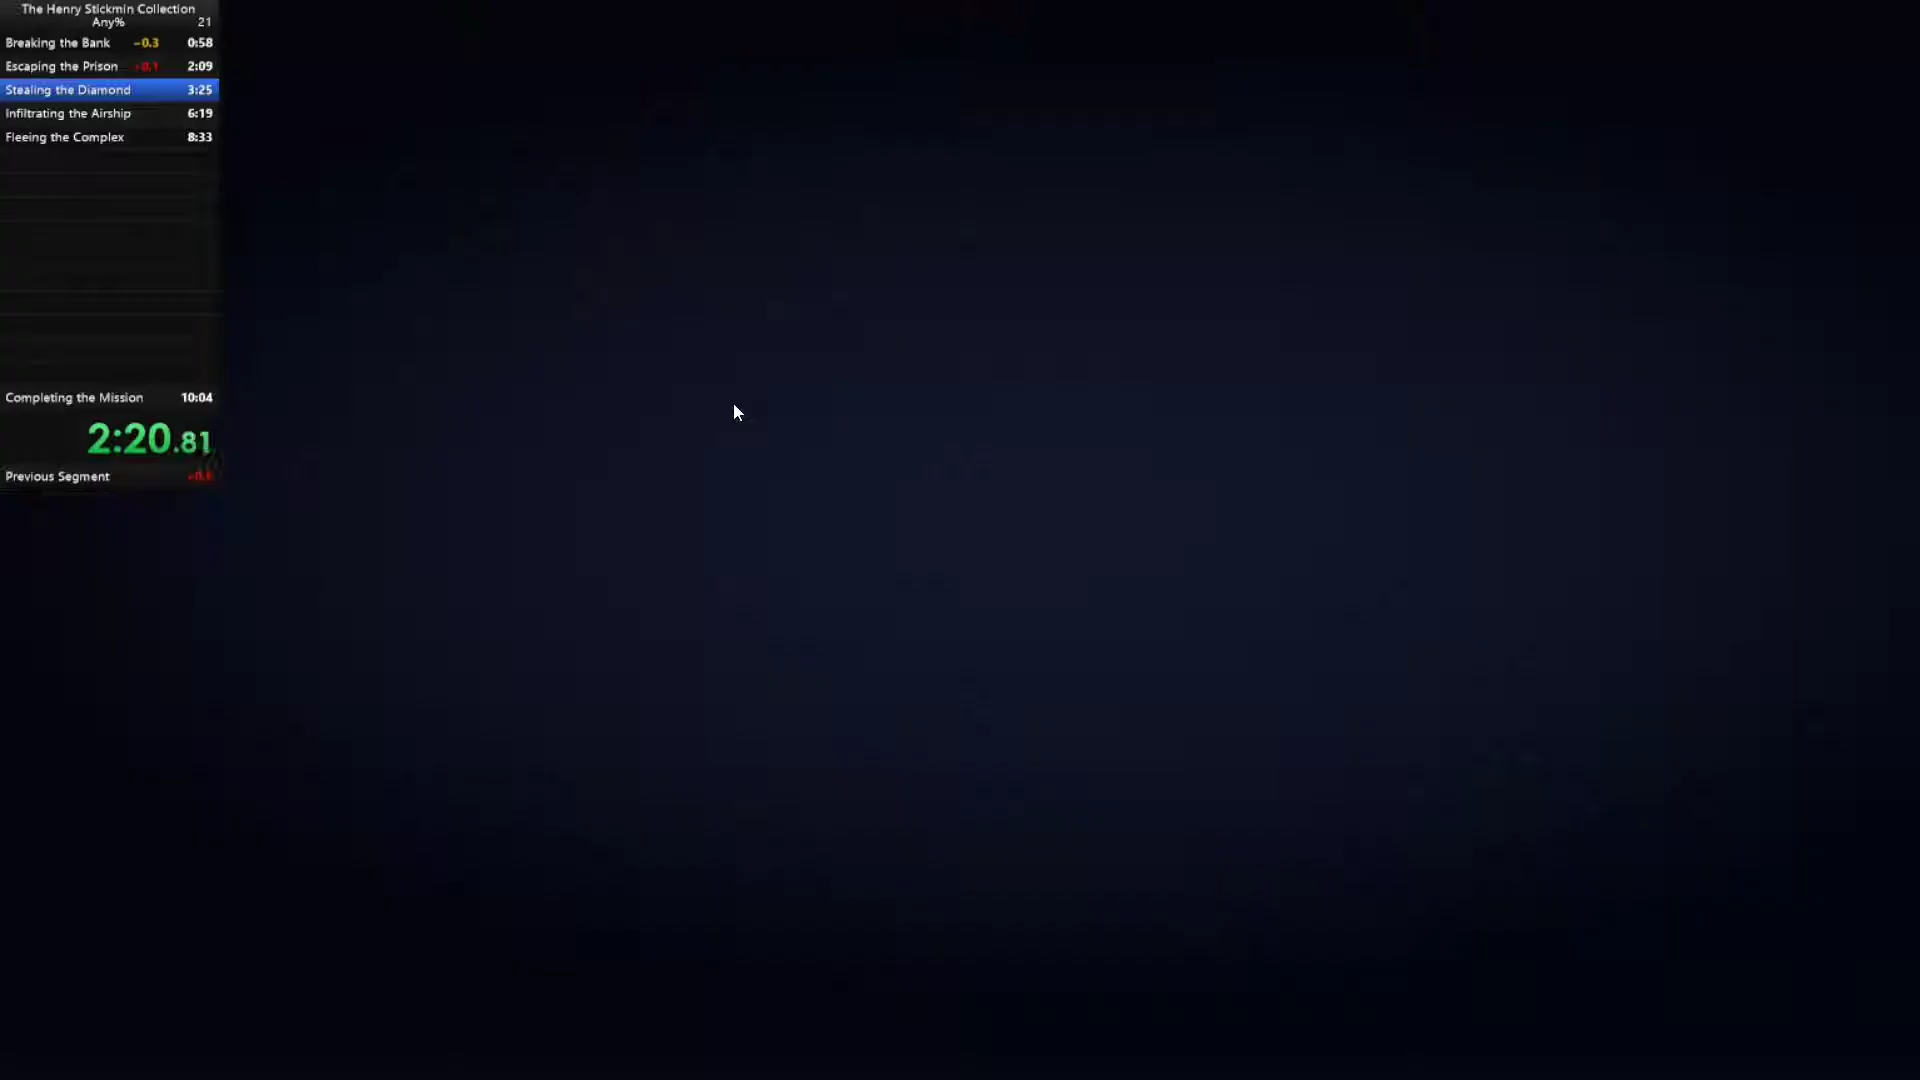 The Henry Stickmin Collection
Any% 21
Breaking the Bank −0.3 0:58
Escaping the Prison +0.1 2:09
Stealing the Diamond 3:25
Infiltrating the Airship 6:19
Fleeing the Complex 8:33
Completing the Mission 10:04
2:20.81
Previous Segment